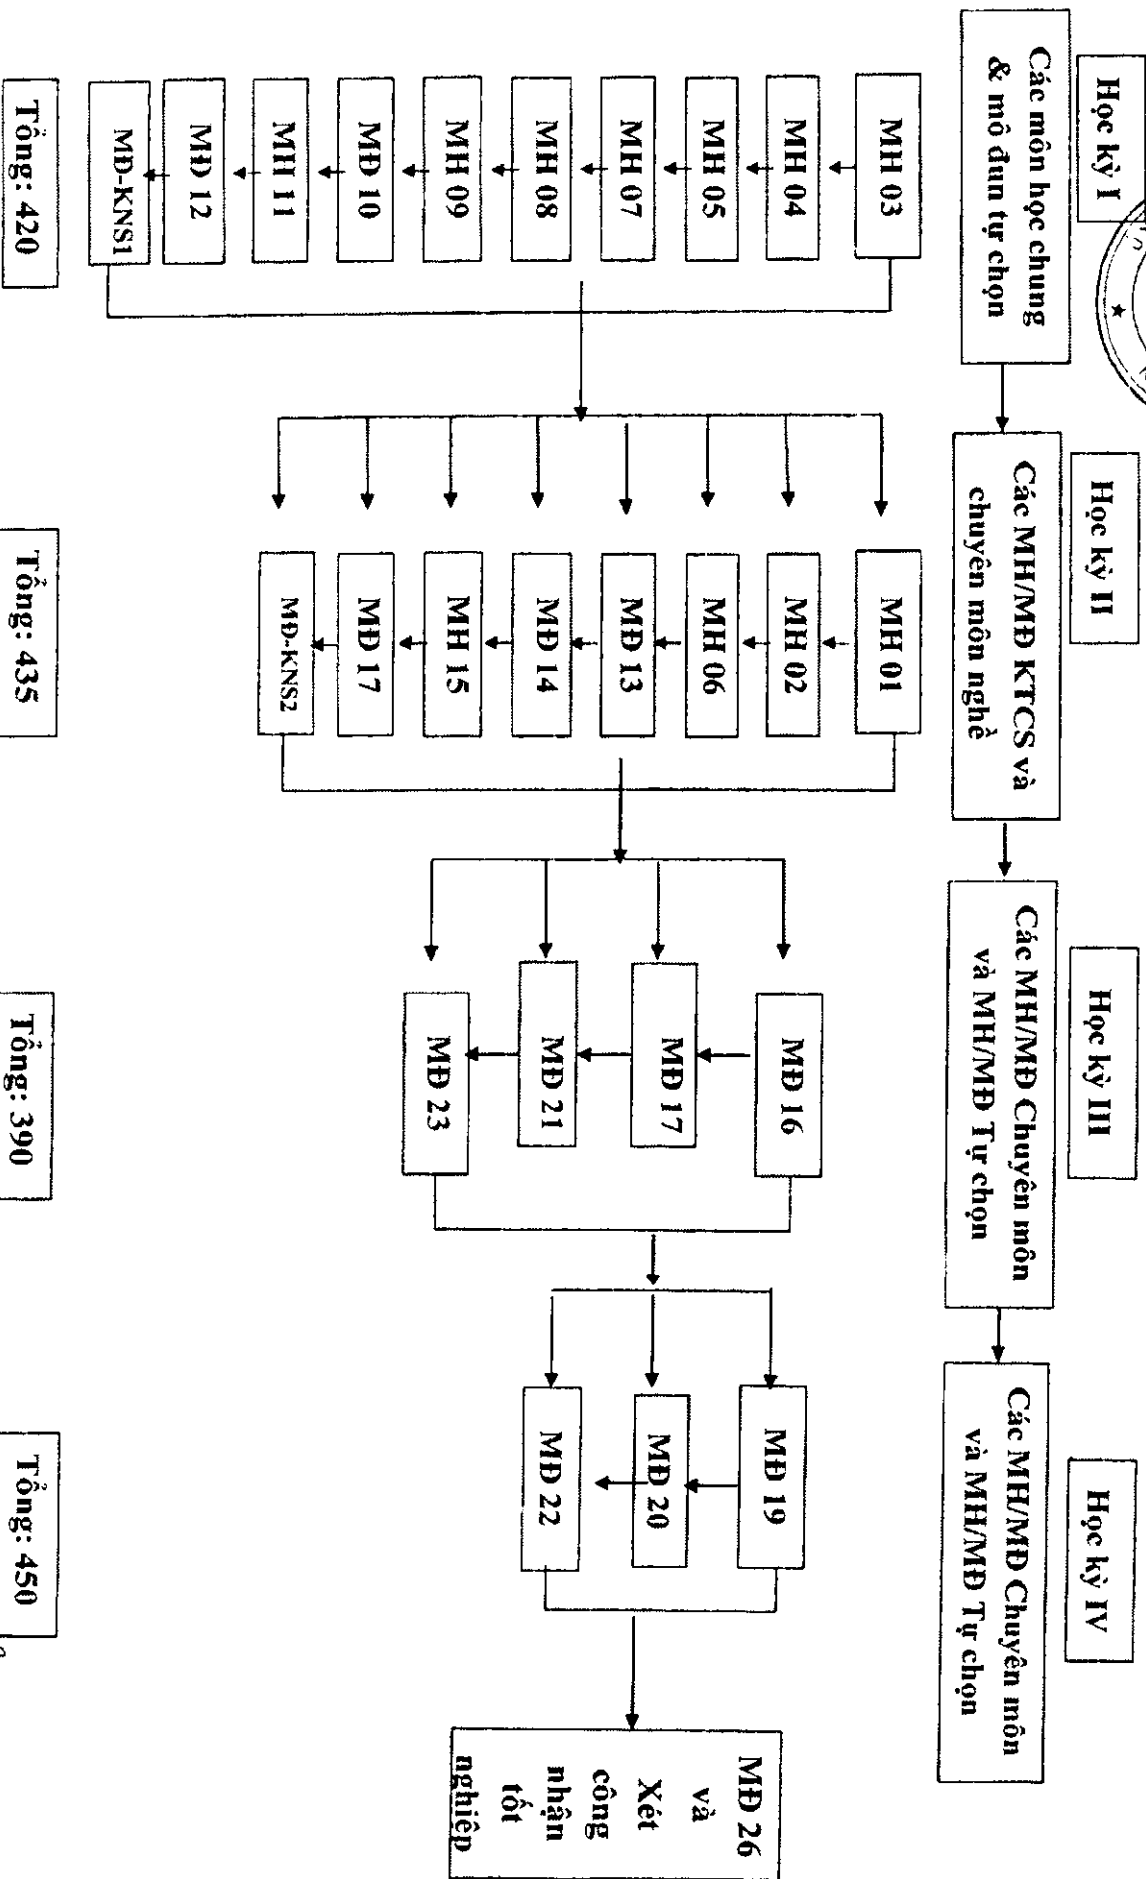 Học kỳ I
Học kỳ II
Học kỳ III
Học kỳ IV
Các môn học chung
& mô đun tự chọn
Các MH/MĐ KTCS và
chuyên môn nghề
Các MH/MĐ Chuyên môn
và MH/MĐ Tự chọn
Các MH/MĐ Chuyên môn
và MH/MĐ Tự chọn
MH 03
MH 04
MH 05
MH 07
MH 08
MH 09
MĐ 10
MH 11
MĐ 12
MĐ-KNS1
MH 01
MH 02
MH 06
MĐ 13
MĐ 14
MH 15
MĐ 17
MĐ-KNS2
MĐ 16
MĐ 17
MĐ 21
MĐ 23
MĐ 19
MĐ 20
MĐ 22
MĐ 26
và
Xét
công
nhận
tốt
nghiệp
Tổng: 420
Tổng: 435
Tổng: 390
Tổng: 450